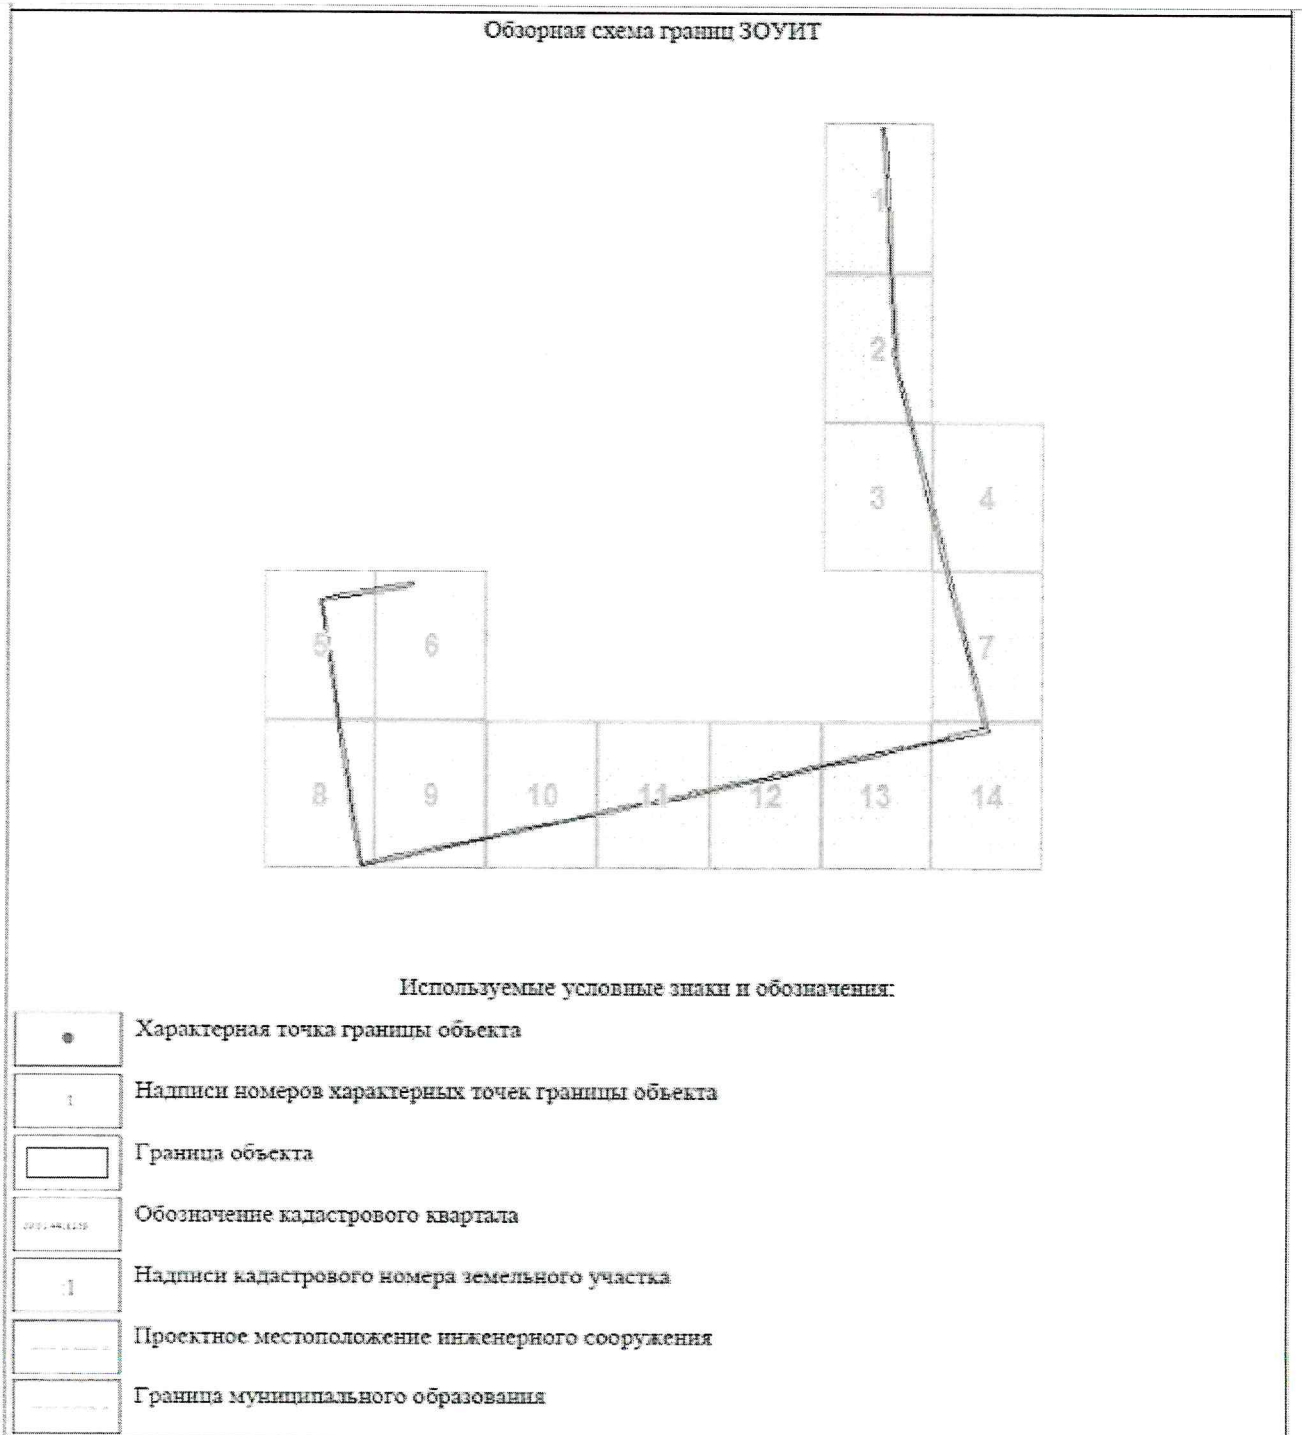 Обзорная схема границ ЗОУИТ
1
2
3 4
5 6 7
8 9 10 11 12 13 14
Используемые условные знаки и обозначения:
Характерная точка границы объекта
1 Надписи номеров характерных точек границы объекта
Граница объекта
Обозначение кадастрового квартала
:1 Надписи кадастрового номера земельного участка
Проектное местоположение инженерного сооружения
Граница муниципального образования